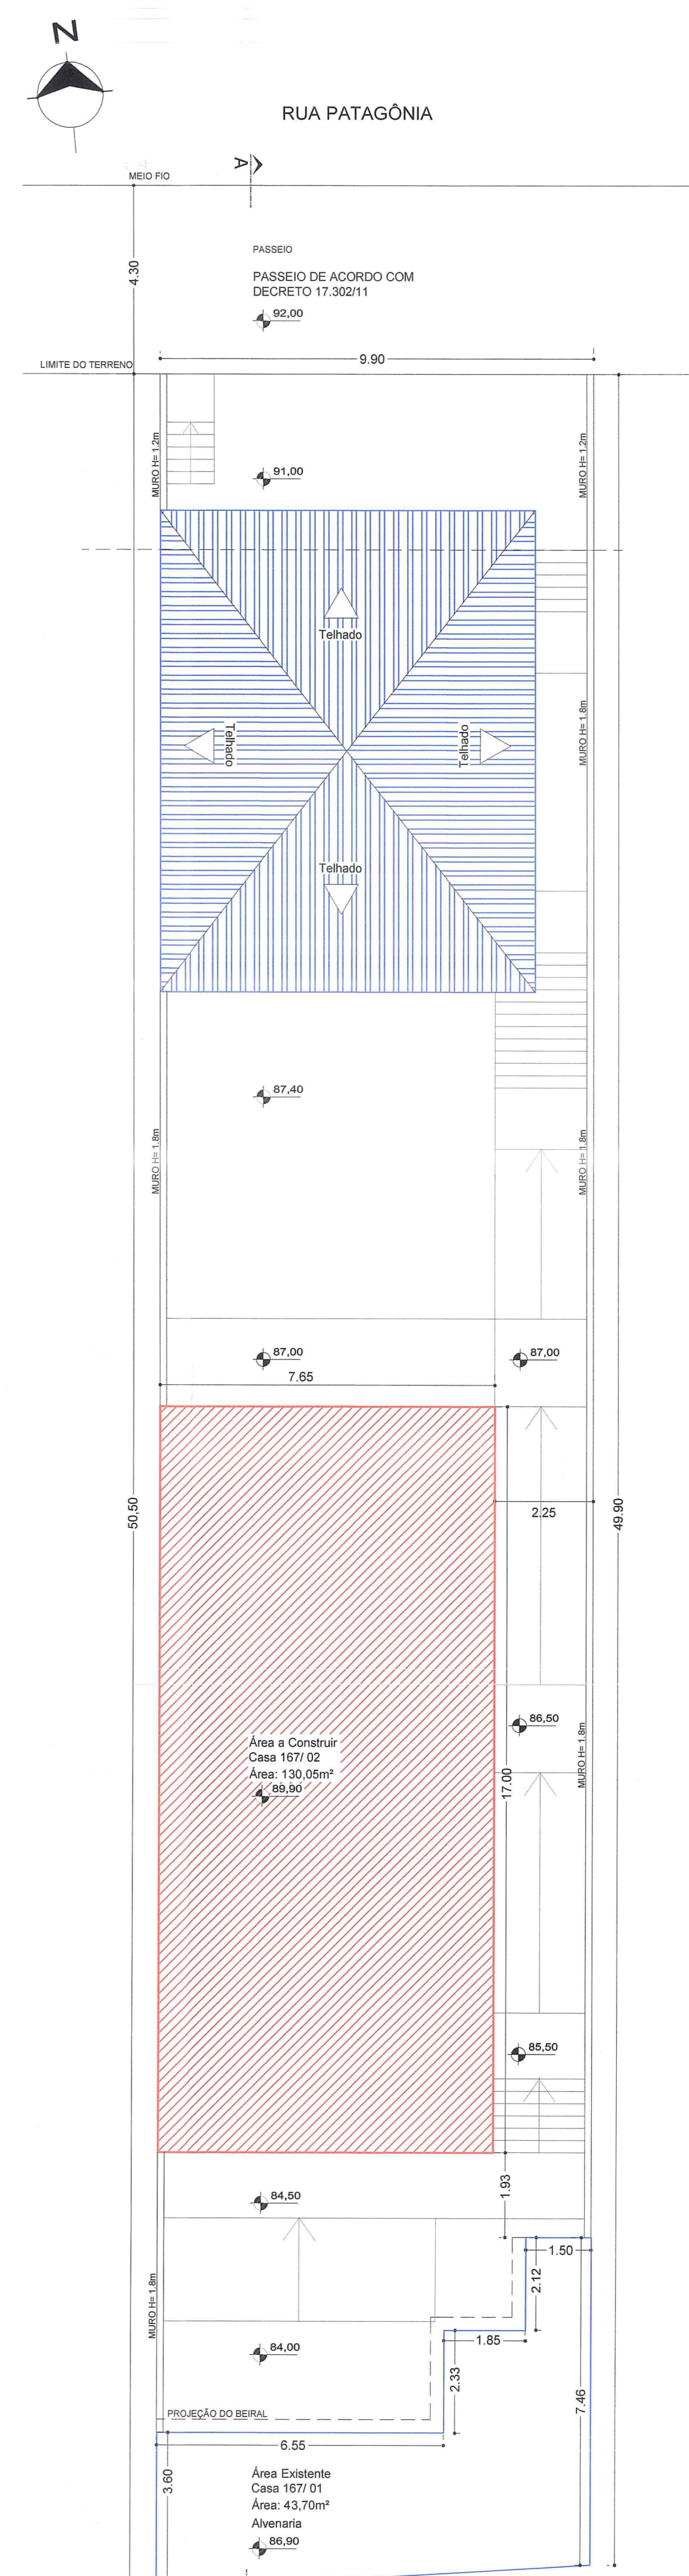 N
RUA PATAGÔNIA
A
MEIO FIO
4.30
PASSEIO
PASSEIO DE ACORDO COM
DECRETO 17.302/11
92,00
9.90
LIMITE DO TERRENO
MURO H= 1.2m
MURO H= 1.2m
91,00
Telhado
MURO H= 1.8m
Telhado
Telhado
Telhado
87,40
MURO H= 1.8m
MURO H= 1.8m
87,00
87,00
7.65
50,50
2.25
49.90
86,50
Área a Construir
Casa 167/ 02
Área: 130,05m²
89,90
17.00
MURO H= 1.8m
85,50
1.93
84,50
1.50
2.12
MURO H= 1.8m
1.85
84,00
2.33
7.46
PROJEÇÃO DO BEIRAL
6.55
3.60
Área Existente
Casa 167/ 01
Área: 43,70m²
Alvenaria
86,90